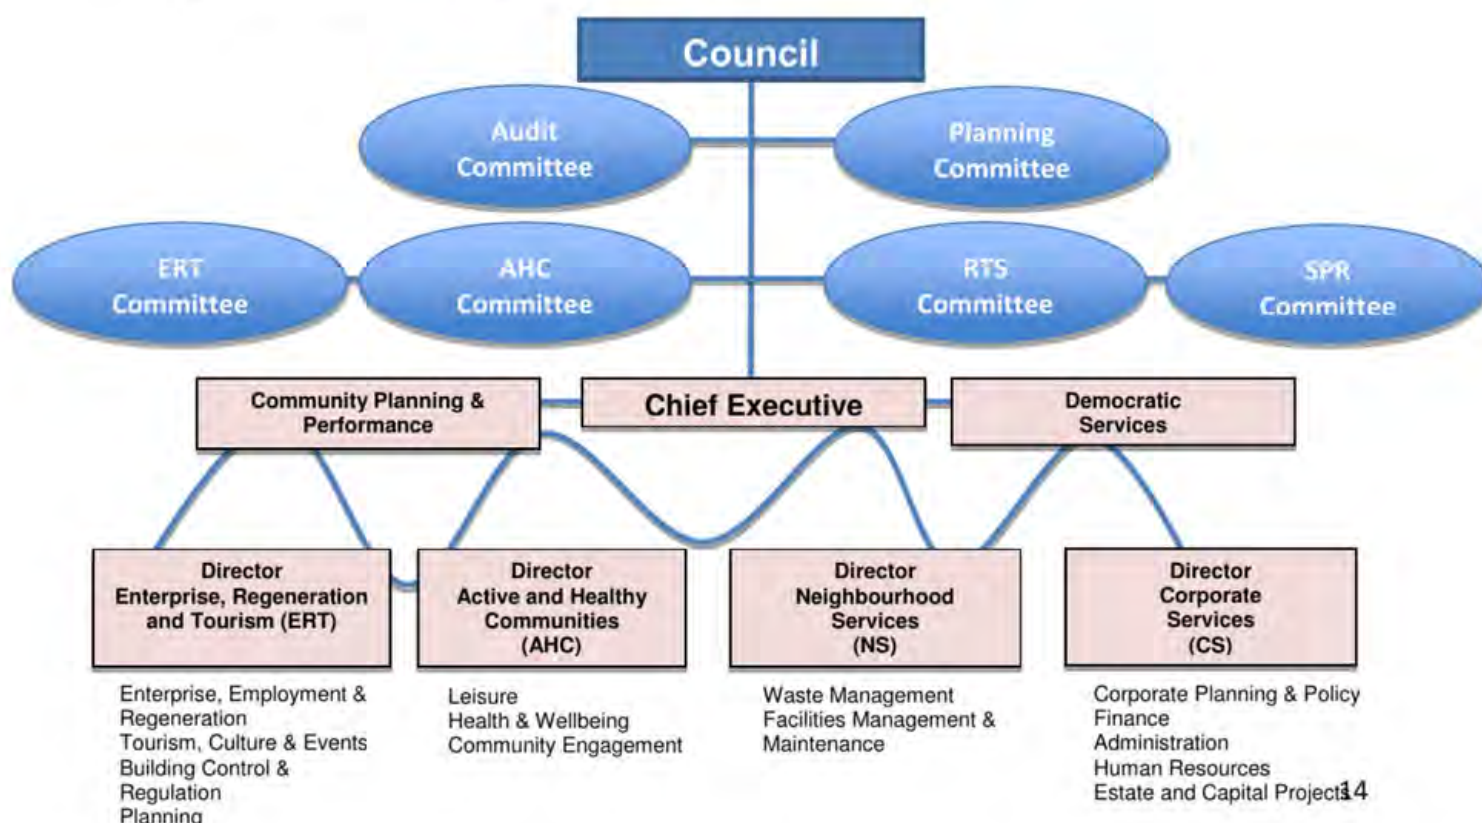 Council
Audit
Committee
Planning
Committee
ERT
Committee
AHC
Committee
RTS
Committee
SPR
Committee
Community Planning &
Performance
Chief Executive
Democratic
Services
Director
Enterprise, Regeneration
and Tourism (ERT)
Director
Active and Healthy
Communities
(AHC)
Director
Neighbourhood
Services
(NS)
Director
Corporate
Services
(CS)
Enterprise, Employment &
Regeneration
Tourism, Culture & Events
Building Control &
Regulation
Planning
Leisure
Health & Wellbeing
Community Engagement
Waste Management
Facilities Management &
Maintenance
Corporate Planning & Policy
Finance
Administration
Human Resources
Estate and Capital Projects
14